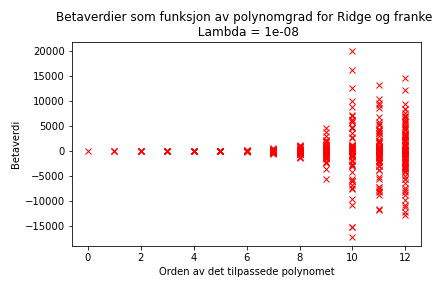 Betaverdier som funksjon av polynomgrad for Ridge og franke
Lambda = 1e-08
20000
15000
10000
5000
0
−5000
−10000
−15000
Betaverdi
0 2 4 6 8 10 12
Orden av det tilpassede polynomet